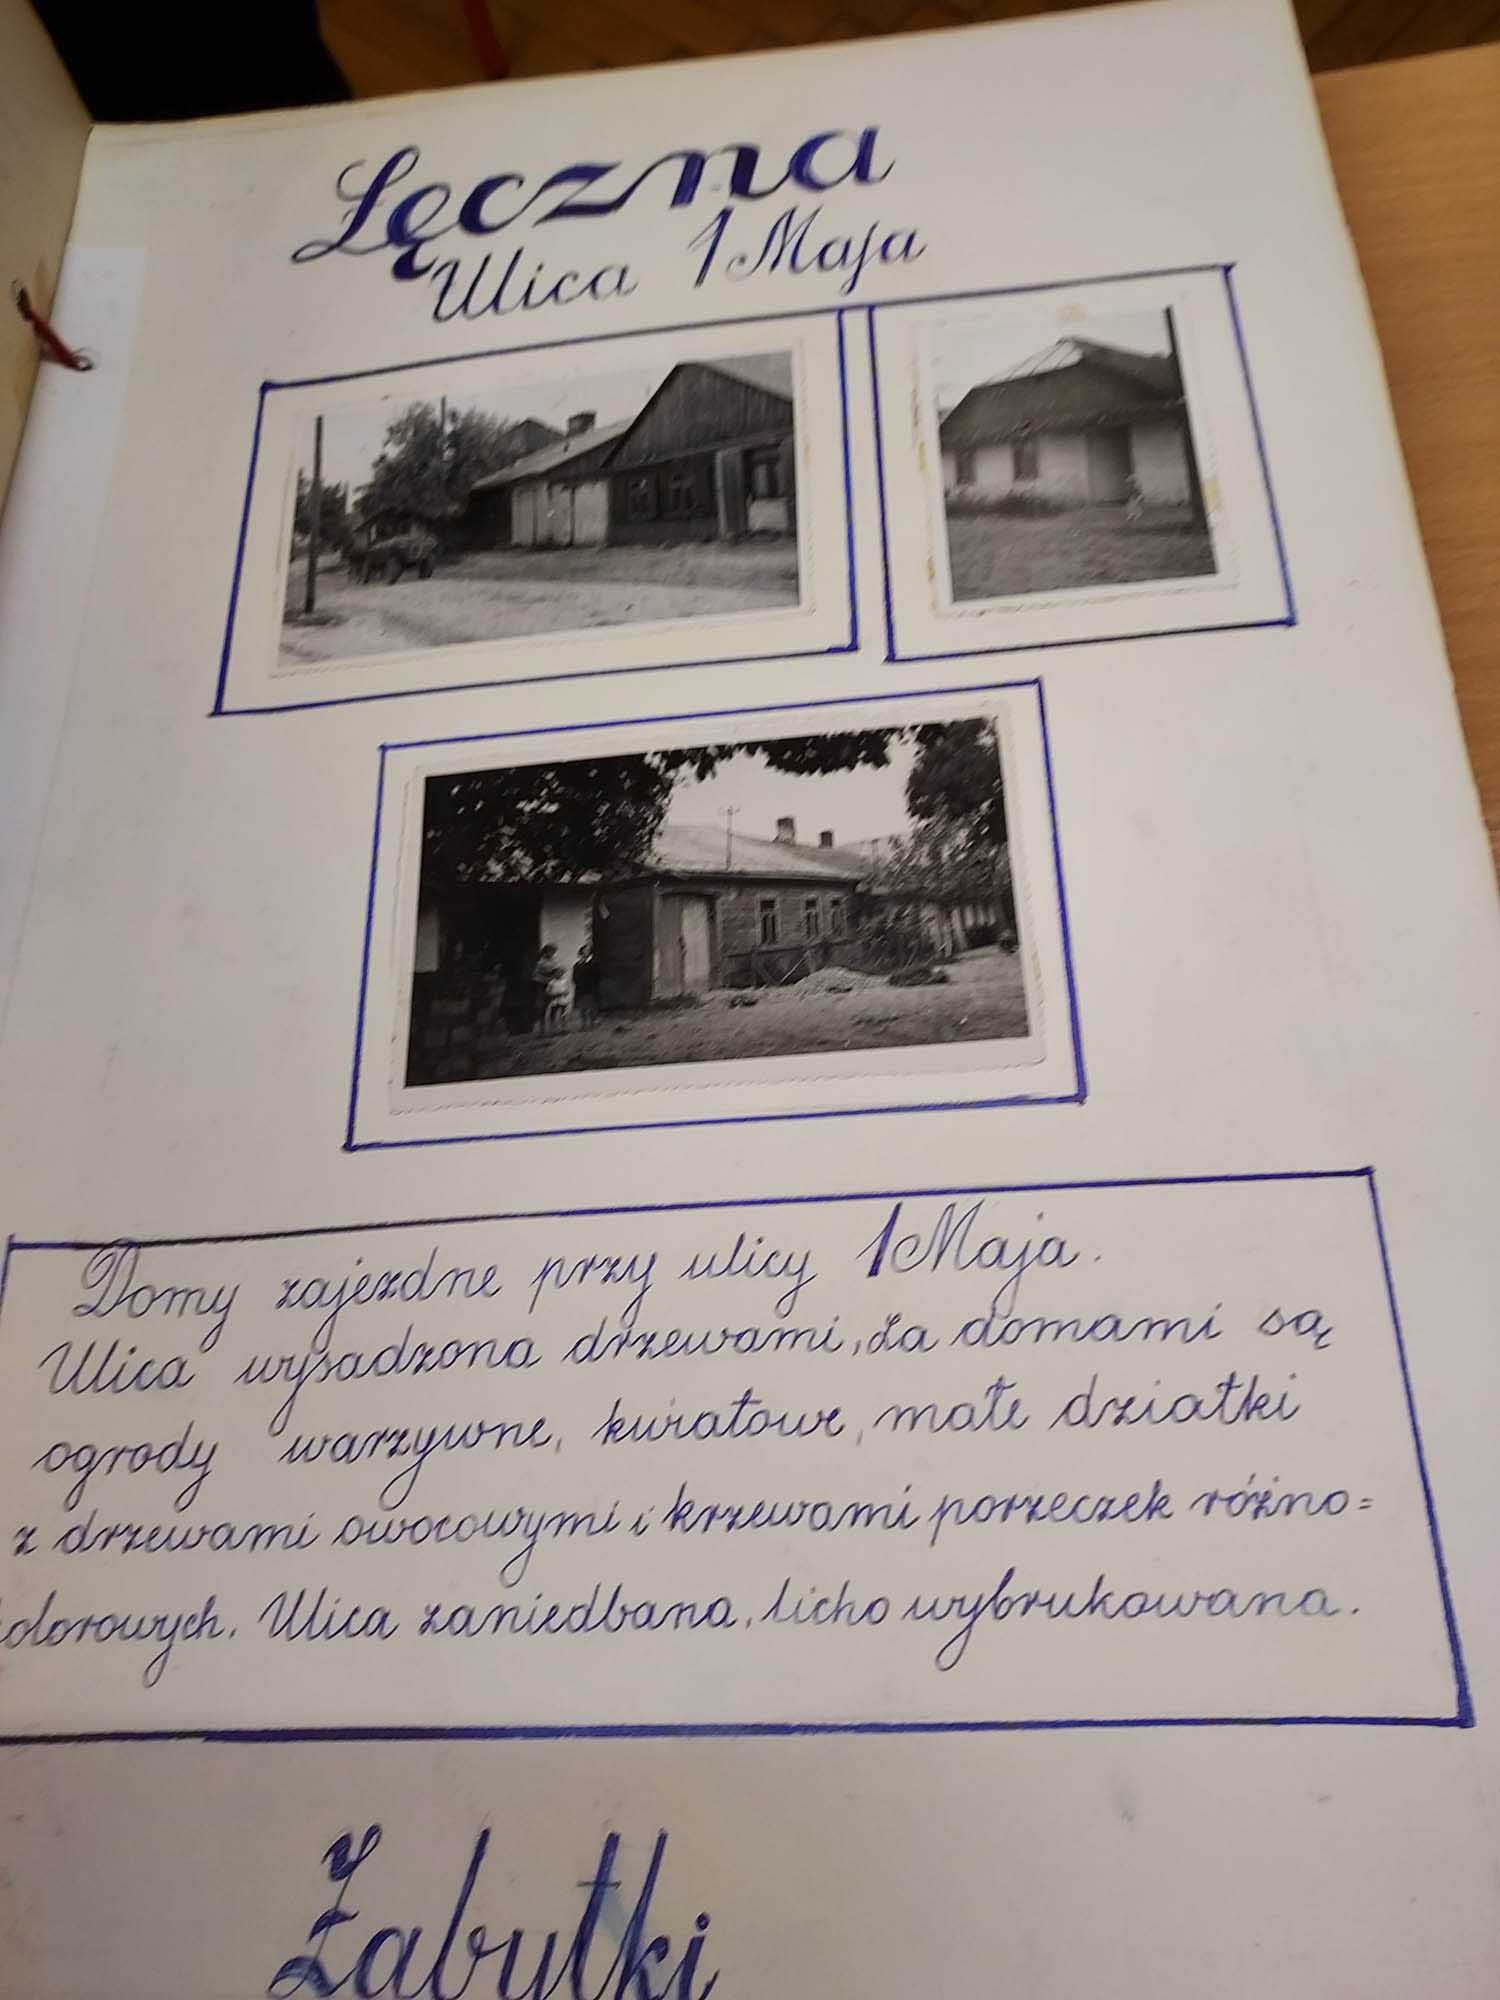 Łęczna
Ulica 1 Maja
Domy zajezdne przy ulicy 1 Maja.
Ulica wysadzona drzewami, Za domami są
ogrody warzywne, kwiatowe, małe działki
z drzewami owocowymi i krzewami porzeczek różno=
kolorowych. Ulica zaniedbana, licho wybrukowana.
Zabytki